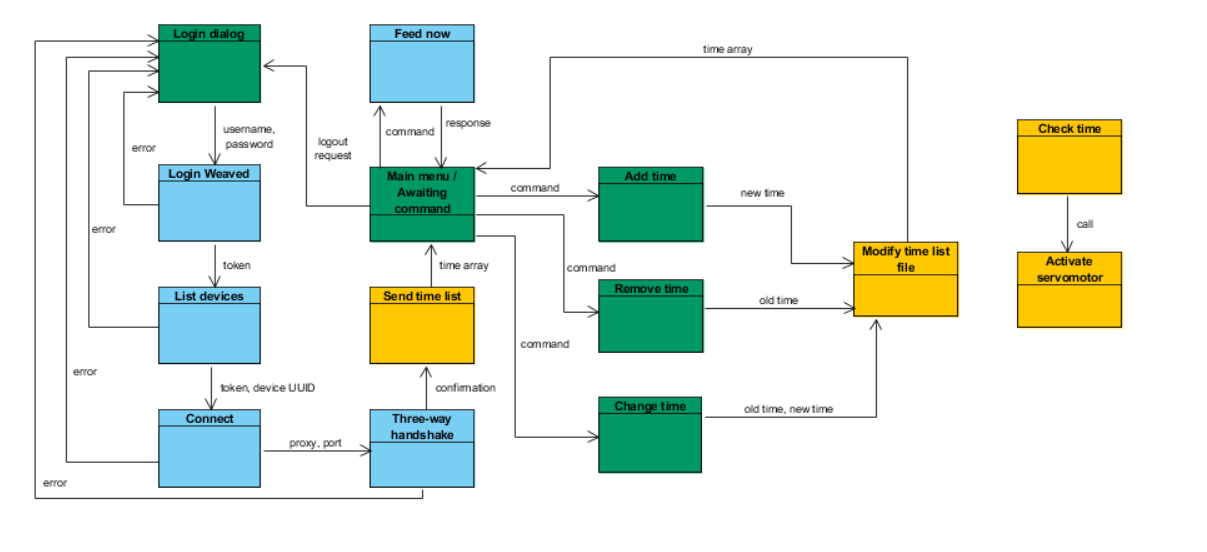 Login dialog
Feed now
time array
Check time
username,
password
command
response
logout
request
error
Login Weaved
Main menu /
Awaiting
command
command
Add time
new time
call
error
token
time array
command
Modify time list
file
Activate
servomotor
List devices
Send time list
Remove time
old time
error
token, device UUID
confirmation
command
Connect
Three-way
handshake
Change time
old time, new time
proxy, port
error